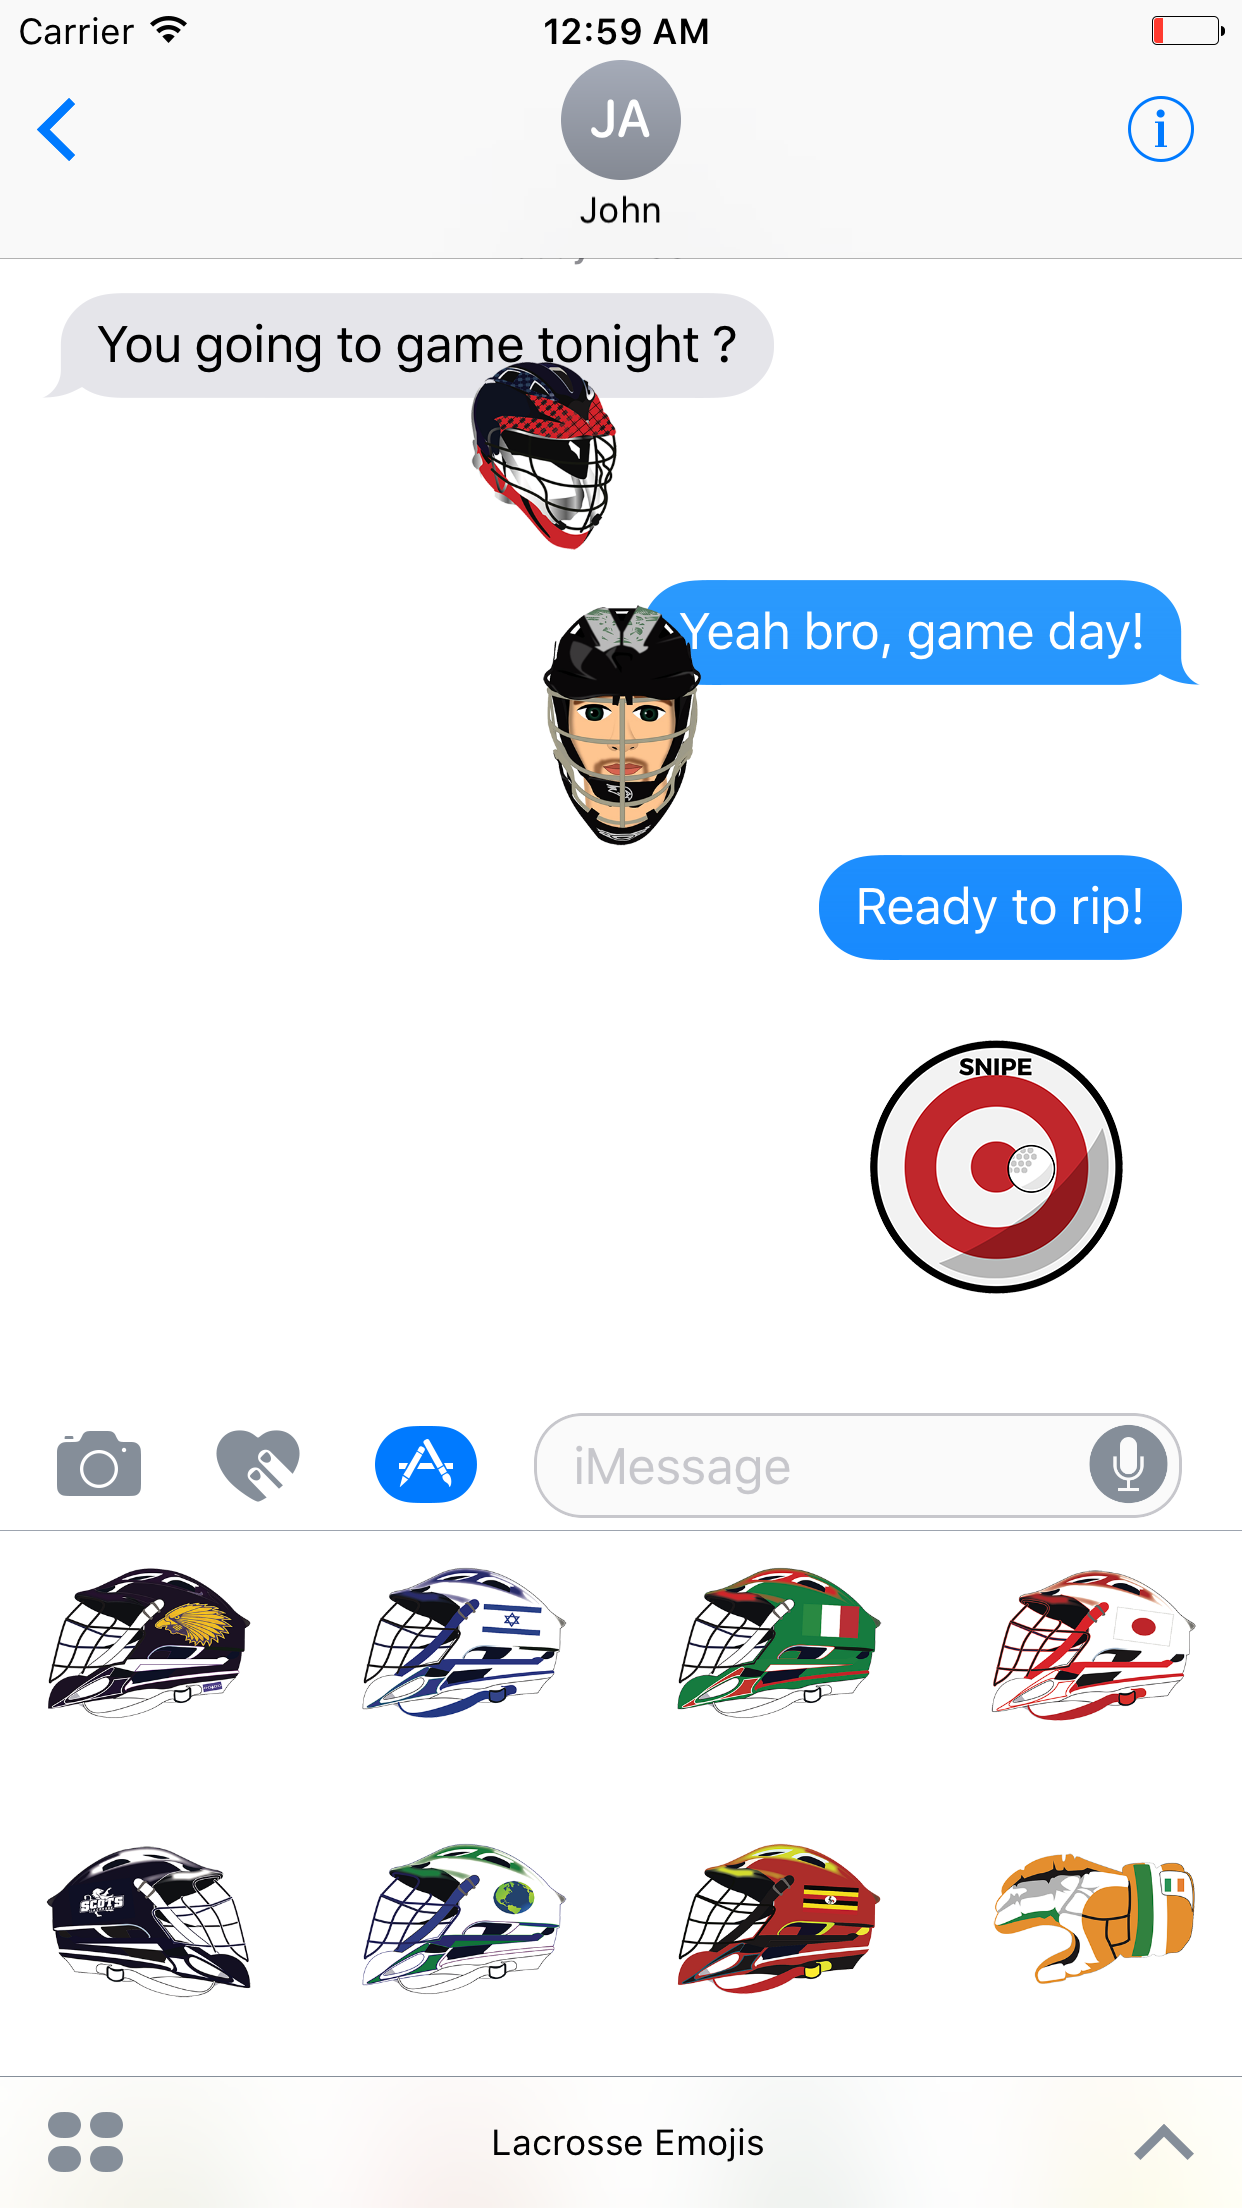 Carrier 12:59 AM
JA
John
You going to game tonight ?
Yeah bro, game day!
Ready to rip!
SNIPE
iMessage
SCOTS
Lacrosse Emojis